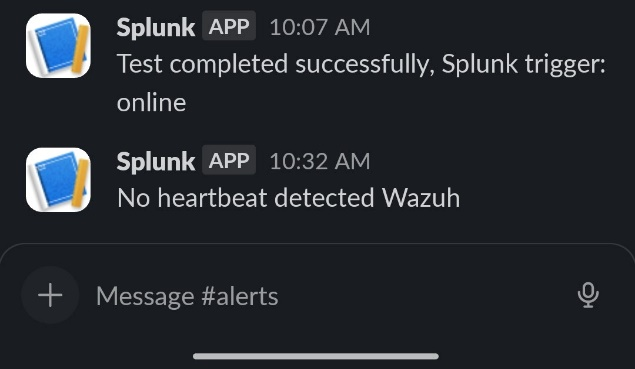 Splunk APP 10:07 AM
Test completed successfully, Splunk trigger:
online
Splunk APP 10:32 AM
No heartbeat detected Wazuh
Message #alerts